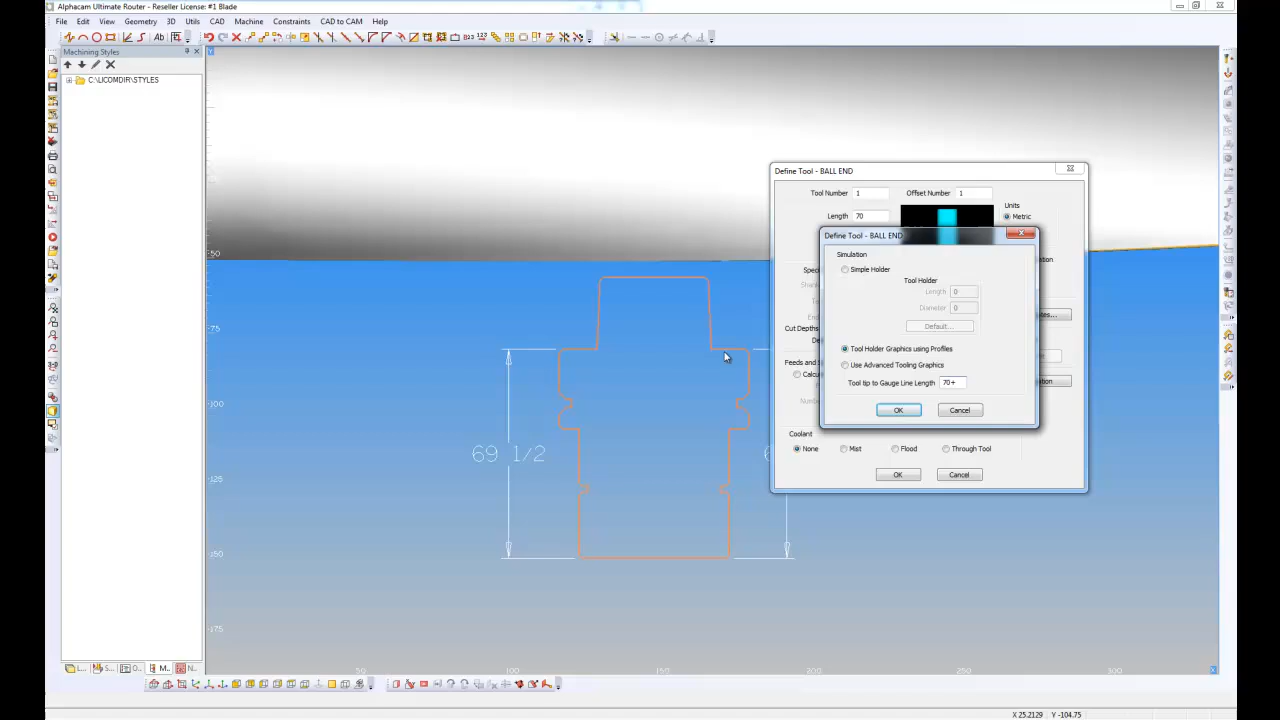 Alphacam Ultimate Router - Reseller License: #1 Blade
File Edit View Geometry 3D Utils CAD Machine Constraints CAD to CAM Help
Machining Styles
C:\LICOMDIR\STYLES
Define Tool - BALL END
Tool Number 1 Offset Number 1
Units
Length 70
Metric
Define Tool - BALL END
Simulation
Simple Holder
Tool Holder
Length 0
Diameter 0
Default...
Tool Holder Graphics using Profiles
Use Advanced Tooling Graphics
Tool tip to Gauge Line Length 70+
OK Cancel
Cut Depths
Coolant
None Mist Flood Through Tool
OK Cancel
69 1/2
-50
-75
-100
-125
-150
-175
50 100 150 200 250 300
X 25.2129 Y -104.75